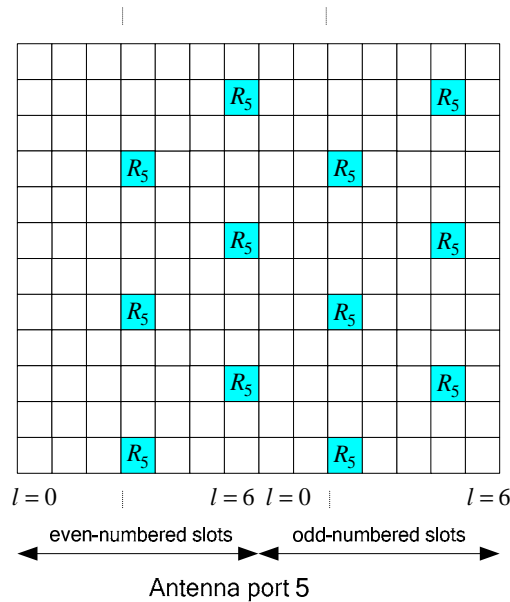 R5 R5
R5 R5
R5 R5
R5 R5
R5 R5
R5 R5
l = 0 l = 6 l = 0 l = 6
even-numbered slots odd-numbered slots
Antenna port 5